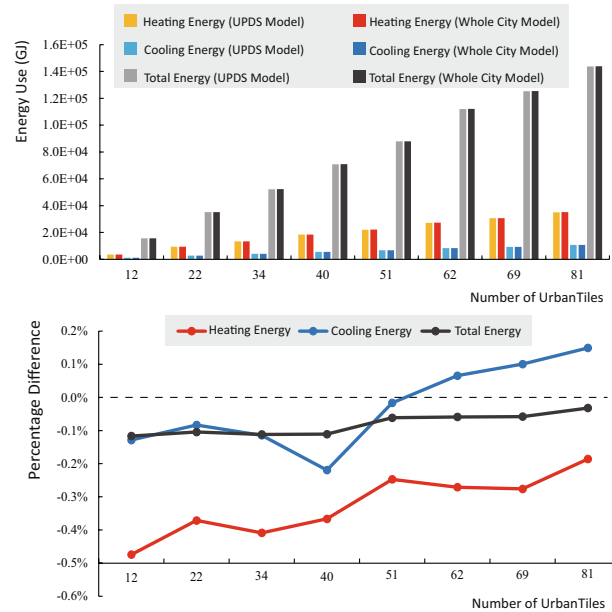 Heating Energy (UPDS Model)
Heating Energy (Whole City Model)
Cooling Energy (UPDS Model)
Cooling Energy (Whole City Model)
Total Energy (UPDS Model)
Total Energy (Whole City Model)
Energy Use (GJ)
1.6E+05
1.4E+05
1.2E+05
1.0E+05
8.0E+04
6.0E+04
4.0E+04
2.0E+04
0.0E+00
12 22 34 40 51 62 69 81
Number of UrbanTiles
Heating Energy Cooling Energy Total Energy
Percentage Difference
0.2%
0.1%
0.0%
-0.1%
-0.2%
-0.3%
-0.4%
-0.5%
-0.6%
12 22 34 40 51 62 69 81
Number of UrbanTiles